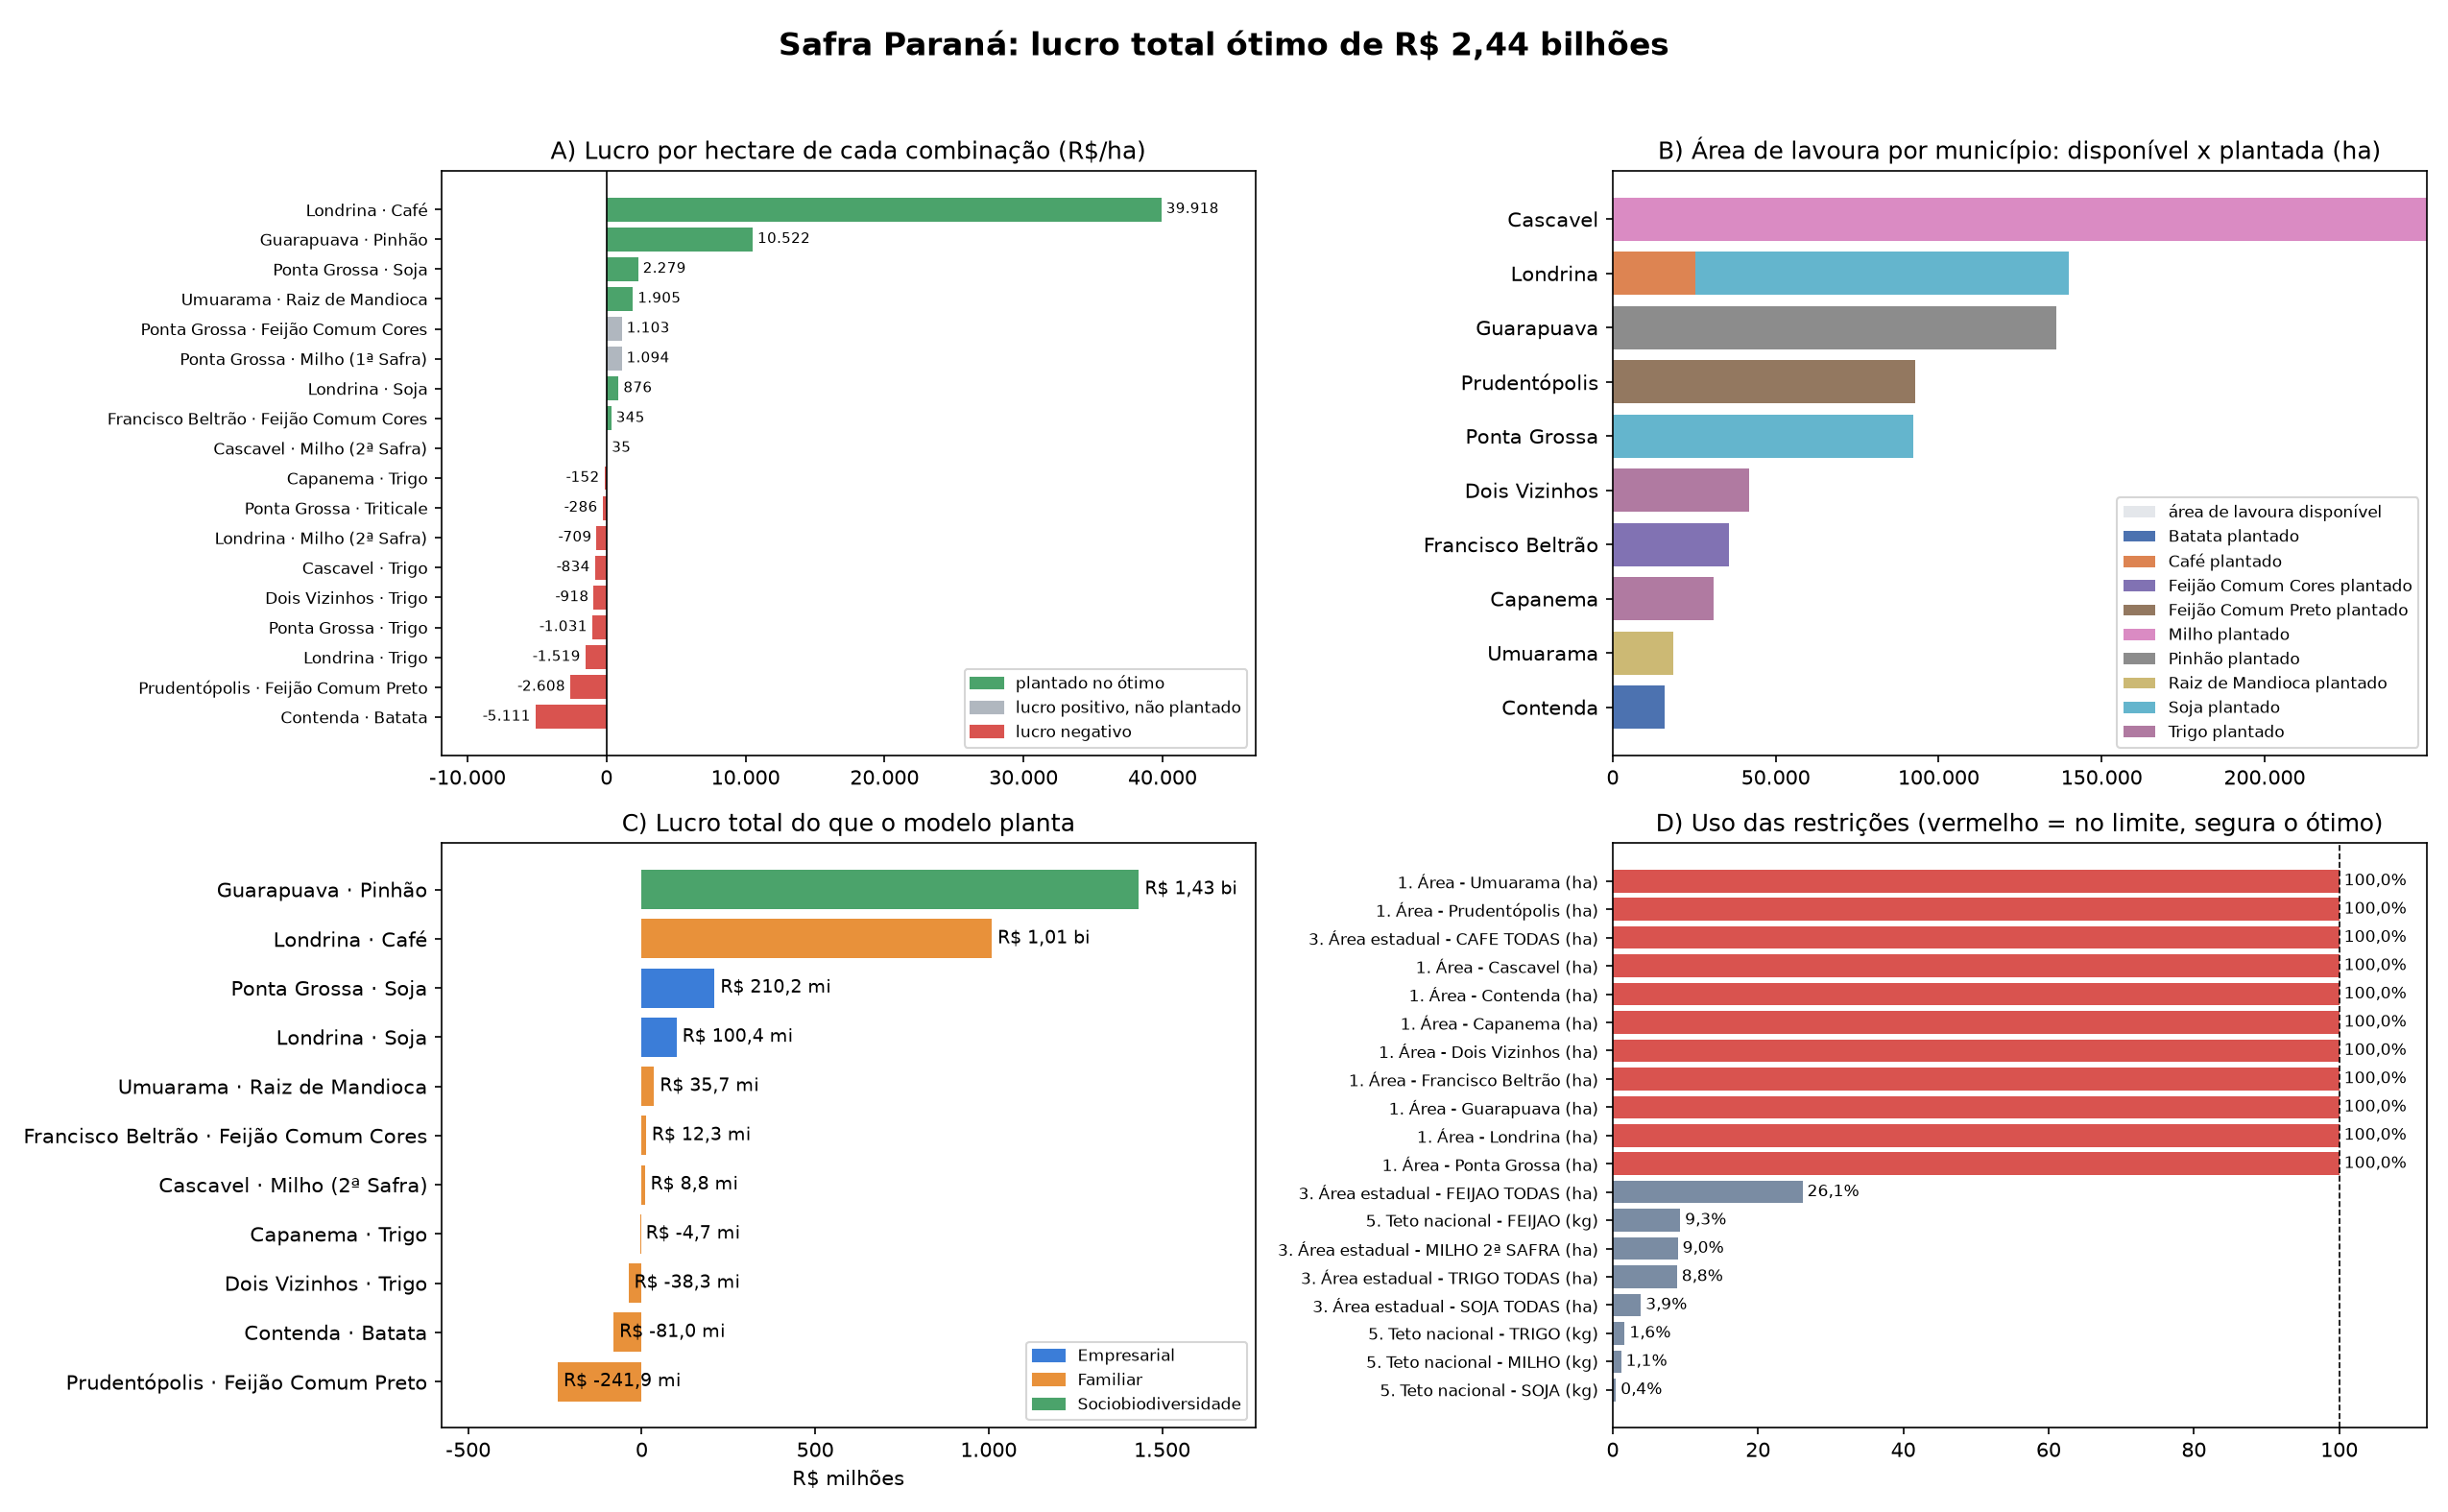 Safra Paraná: lucro total ótimo de R$ 2,44 bilhões
A) Lucro por hectare de cada combinação (R$/ha)
Londrina · Café
39.918
Guarapuava · Pinhão
10.522
Ponta Grossa · Soja
2.279
Umuarama · Raiz de Mandioca
1.905
Ponta Grossa · Feijão Comum Cores
1.103
Ponta Grossa · Milho (1ª Safra)
1.094
Londrina · Soja
876
Francisco Beltrão · Feijão Comum Cores
345
Cascavel · Milho (2ª Safra)
35
Capanema · Trigo
-152
Ponta Grossa · Triticale
-286
Londrina · Milho (2ª Safra)
-709
Cascavel · Trigo
-834
Dois Vizinhos · Trigo
-918
Ponta Grossa · Trigo
-1.031
Londrina · Trigo
-1.519
Prudentópolis · Feijão Comum Preto
-2.608
Contenda · Batata
-5.111
plantado no ótimo
lucro positivo, não plantado
lucro negativo
-10.000 0 10.000 20.000 30.000 40.000
B) Área de lavoura por município: disponível x plantada (ha)
Cascavel
Londrina
Guarapuava
Prudentópolis
Ponta Grossa
Dois Vizinhos
Francisco Beltrão
Capanema
Umuarama
Contenda
área de lavoura disponível
Batata plantado
Café plantado
Feijão Comum Cores plantado
Feijão Comum Preto plantado
Milho plantado
Pinhão plantado
Raiz de Mandioca plantado
Soja plantado
Trigo plantado
0 50.000 100.000 150.000 200.000
C) Lucro total do que o modelo planta
Guarapuava · Pinhão
R$ 1,43 bi
Londrina · Café
R$ 1,01 bi
Ponta Grossa · Soja
R$ 210,2 mi
Londrina · Soja
R$ 100,4 mi
Umuarama · Raiz de Mandioca
R$ 35,7 mi
Francisco Beltrão · Feijão Comum Cores
R$ 12,3 mi
Cascavel · Milho (2ª Safra)
R$ 8,8 mi
Capanema · Trigo
R$ -4,7 mi
Dois Vizinhos · Trigo
R$ -38,3 mi
Contenda · Batata
R$ -81,0 mi
Prudentópolis · Feijão Comum Preto
R$ -241,9 mi
Empresarial
Familiar
Sociobiodiversidade
-500 0 500 1.000 1.500
R$ milhões
D) Uso das restrições (vermelho = no limite, segura o ótimo)
1. Área - Umuarama (ha)
100,0%
1. Área - Prudentópolis (ha)
100,0%
3. Área estadual - CAFE TODAS (ha)
100,0%
1. Área - Cascavel (ha)
100,0%
1. Área - Contenda (ha)
100,0%
1. Área - Capanema (ha)
100,0%
1. Área - Dois Vizinhos (ha)
100,0%
1. Área - Francisco Beltrão (ha)
100,0%
1. Área - Guarapuava (ha)
100,0%
1. Área - Londrina (ha)
100,0%
1. Área - Ponta Grossa (ha)
100,0%
3. Área estadual - FEIJAO TODAS (ha)
26,1%
5. Teto nacional - FEIJAO (kg)
9,3%
3. Área estadual - MILHO 2ª SAFRA (ha)
9,0%
3. Área estadual - TRIGO TODAS (ha)
8,8%
3. Área estadual - SOJA TODAS (ha)
3,9%
5. Teto nacional - TRIGO (kg)
1,6%
5. Teto nacional - MILHO (kg)
1,1%
5. Teto nacional - SOJA (kg)
0,4%
0 20 40 60 80 100